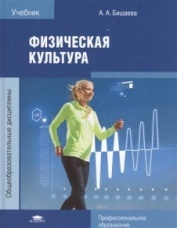 Учебник
А. А. Бишаева
ФИЗИЧЕСКАЯ
КУЛЬТУРА
Общеобразовательные дисциплины
Профессиональное
образование